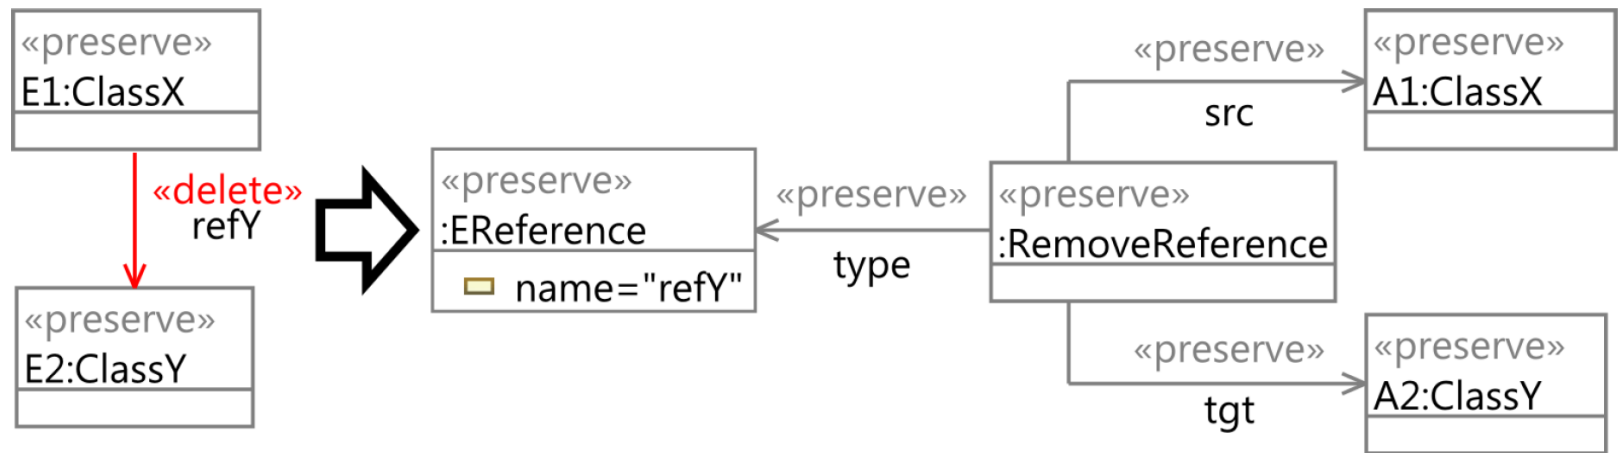 «preserve»
E1:ClassX
«delete»
refY
«preserve»
E2:ClassY
«preserve»
:EReference
name="refY"
«preserve»
type
«preserve»
:RemoveReference
«preserve»
src
«preserve»
A1:ClassX
«preserve»
tgt
«preserve»
A2:ClassY